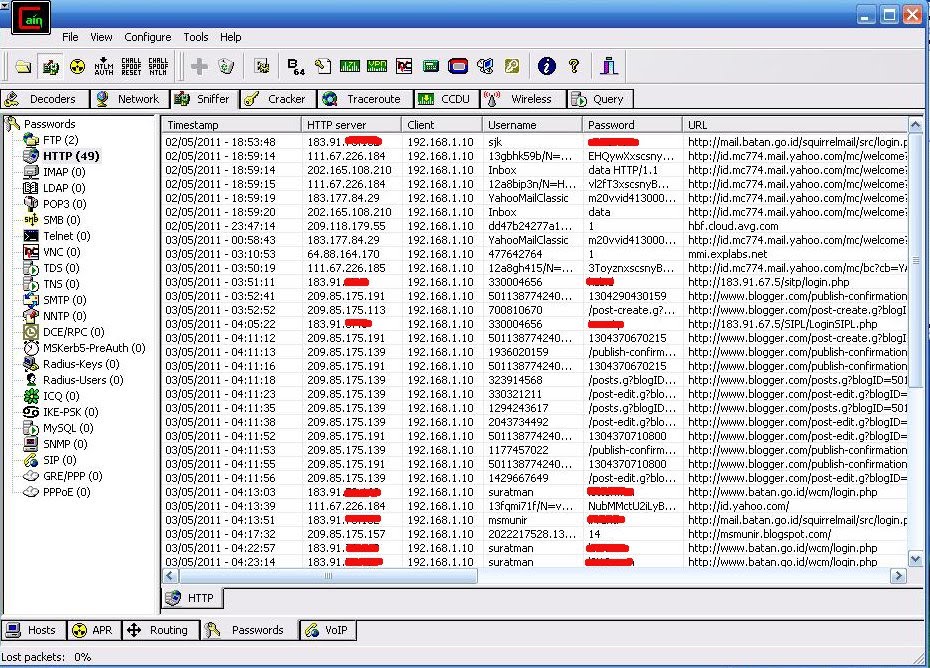 Cain
File View Configure Tools Help
NTLM AUTH CHALL SPOOF RESET CHALL SPOOF NTLM B64
Decoders Network Sniffer Cracker Traceroute CCDU Wireless Query
Passwords
FTP (2)
HTTP (49)
IMAP (0)
LDAP (0)
POP3 (0)
SMB (0)
Telnet (0)
VNC (0)
TDS (0)
TNS (0)
SMTP (0)
NNTP (0)
DCE/RPC (0)
MSKerb5-PreAuth (0)
Radius-Keys (0)
Radius-Users (0)
ICQ (0)
IKE-PSK (0)
MySQL (0)
SNMP (0)
SIP (0)
GRE/PPP (0)
PPPoE (0)
Timestamp HTTP server Client Username Password URL
02/05/2011 - 18:53:48 183.91. 192.168.1.10 sjk http://mail.batan.go.id/squirrelmail/src/login.p
02/05/2011 - 18:59:14 111.67.226.184 192.168.1.10 13gbhk59b/N=... EHQywXxscsny... http://id.mc774.mail.yahoo.com/mc/welcome?
02/05/2011 - 18:59:14 202.165.108.210 192.168.1.10 Inbox data HTTP/1.1 http://id.mc774.mail.yahoo.com/mc/welcome?
02/05/2011 - 18:59:15 111.67.226.184 192.168.1.10 12a8bip3n/N=H... vl2fT3xscsnyB... http://id.mc774.mail.yahoo.com/mc/welcome?
02/05/2011 - 18:59:19 183.177.84.29 192.168.1.10 YahooMailClassic m20vvid413000... http://id.mc774.mail.yahoo.com/mc/welcome?
02/05/2011 - 18:59:20 202.165.108.210 192.168.1.10 Inbox data http://id.mc774.mail.yahoo.com/mc/welcome?
02/05/2011 - 23:47:14 209.118.179.55 192.168.1.10 dd47b24277a1... 1 hbf.cloud.avg.com
03/05/2011 - 00:58:43 183.177.84.29 192.168.1.10 YahooMailClassic m20vvid413000... http://id.mc774.mail.yahoo.com/mc/welcome?
03/05/2011 - 03:10:53 64.88.164.170 192.168.1.10 477642764 1 mmi.explabs.net
03/05/2011 - 03:50:19 111.67.226.185 192.168.1.10 12a8gh415/N=... 3ToyznxscsnyB... http://id.mc774.mail.yahoo.com/mc/bc?cb=YA
03/05/2011 - 03:51:11 183.91. 192.168.1.10 330004656 http://183.91.67.5/sitp/login.php
03/05/2011 - 03:52:41 209.85.175.191 192.168.1.10 501138774240... 1304290430159 http://www.blogger.com/publish-confirmation
03/05/2011 - 03:52:52 209.85.175.113 192.168.1.10 700810670 /post-create.g?... http://www.blogger.com/post-create.g?blogI
03/05/2011 - 04:05:22 183.91. 192.168.1.10 330004656 http://183.91.67.5/SIPL/LoginSIPL.php
03/05/2011 - 04:11:12 209.85.175.191 192.168.1.10 501138774240... 1304370670215 http://www.blogger.com/post-create.g?blogI
03/05/2011 - 04:11:13 209.85.175.139 192.168.1.10 1936020159 /publish-confirm... http://www.blogger.com/publish-confirmation
03/05/2011 - 04:11:16 209.85.175.191 192.168.1.10 501138774240... 1304370670215 http://www.blogger.com/publish-confirmation
03/05/2011 - 04:11:18 209.85.175.139 192.168.1.10 323914568 /posts.g?blogID... http://www.blogger.com/posts.g?blogID=501
03/05/2011 - 04:11:23 209.85.175.139 192.168.1.10 330321211 /post-edit.g?blo... http://www.blogger.com/post-edit.g?blogID=
03/05/2011 - 04:11:35 209.85.175.139 192.168.1.10 1294243617 /posts.g?blogID... http://www.blogger.com/posts.g?blogID=501
03/05/2011 - 04:11:38 209.85.175.139 192.168.1.10 2043734492 /post-edit.g?blo... http://www.blogger.com/post-edit.g?blogID=
03/05/2011 - 04:11:52 209.85.175.191 192.168.1.10 501138774240... 1304370710800 http://www.blogger.com/post-edit.g?blogID=
03/05/2011 - 04:11:53 209.85.175.139 192.168.1.10 1177457022 /publish-confirm... http://www.blogger.com/publish-confirmation
03/05/2011 - 04:11:55 209.85.175.191 192.168.1.10 501138774240... 1304370710800 http://www.blogger.com/publish-confirmation
03/05/2011 - 04:11:56 209.85.175.139 192.168.1.10 1429667649 /post-edit.g?blo... http://www.blogger.com/post-edit.g?blogID=
03/05/2011 - 04:13:03 183.91. 192.168.1.10 suratman http://www.batan.go.id/wcm/login.php
03/05/2011 - 04:13:39 111.67.226.184 192.168.1.10 13fqmi71f/N=v... NubMMctU2iLyB... http://id.yahoo.com/
03/05/2011 - 04:13:51 183.91. 192.168.1.10 msmunir http://mail.batan.go.id/squirrelmail/src/login.p
03/05/2011 - 04:17:32 209.85.175.157 192.168.1.10 2022217528.13... 14 http://msmunir.blogspot.com/
03/05/2011 - 04:22:57 183.91. 192.168.1.10 suratman http://www.batan.go.id/wcm/login.php
03/05/2011 - 04:23:14 183.91. 192.168.1.10 suratman http://www.batan.go.id/wcm/login.php
HTTP
Hosts APR Routing Passwords VoIP
Lost packets: 0%